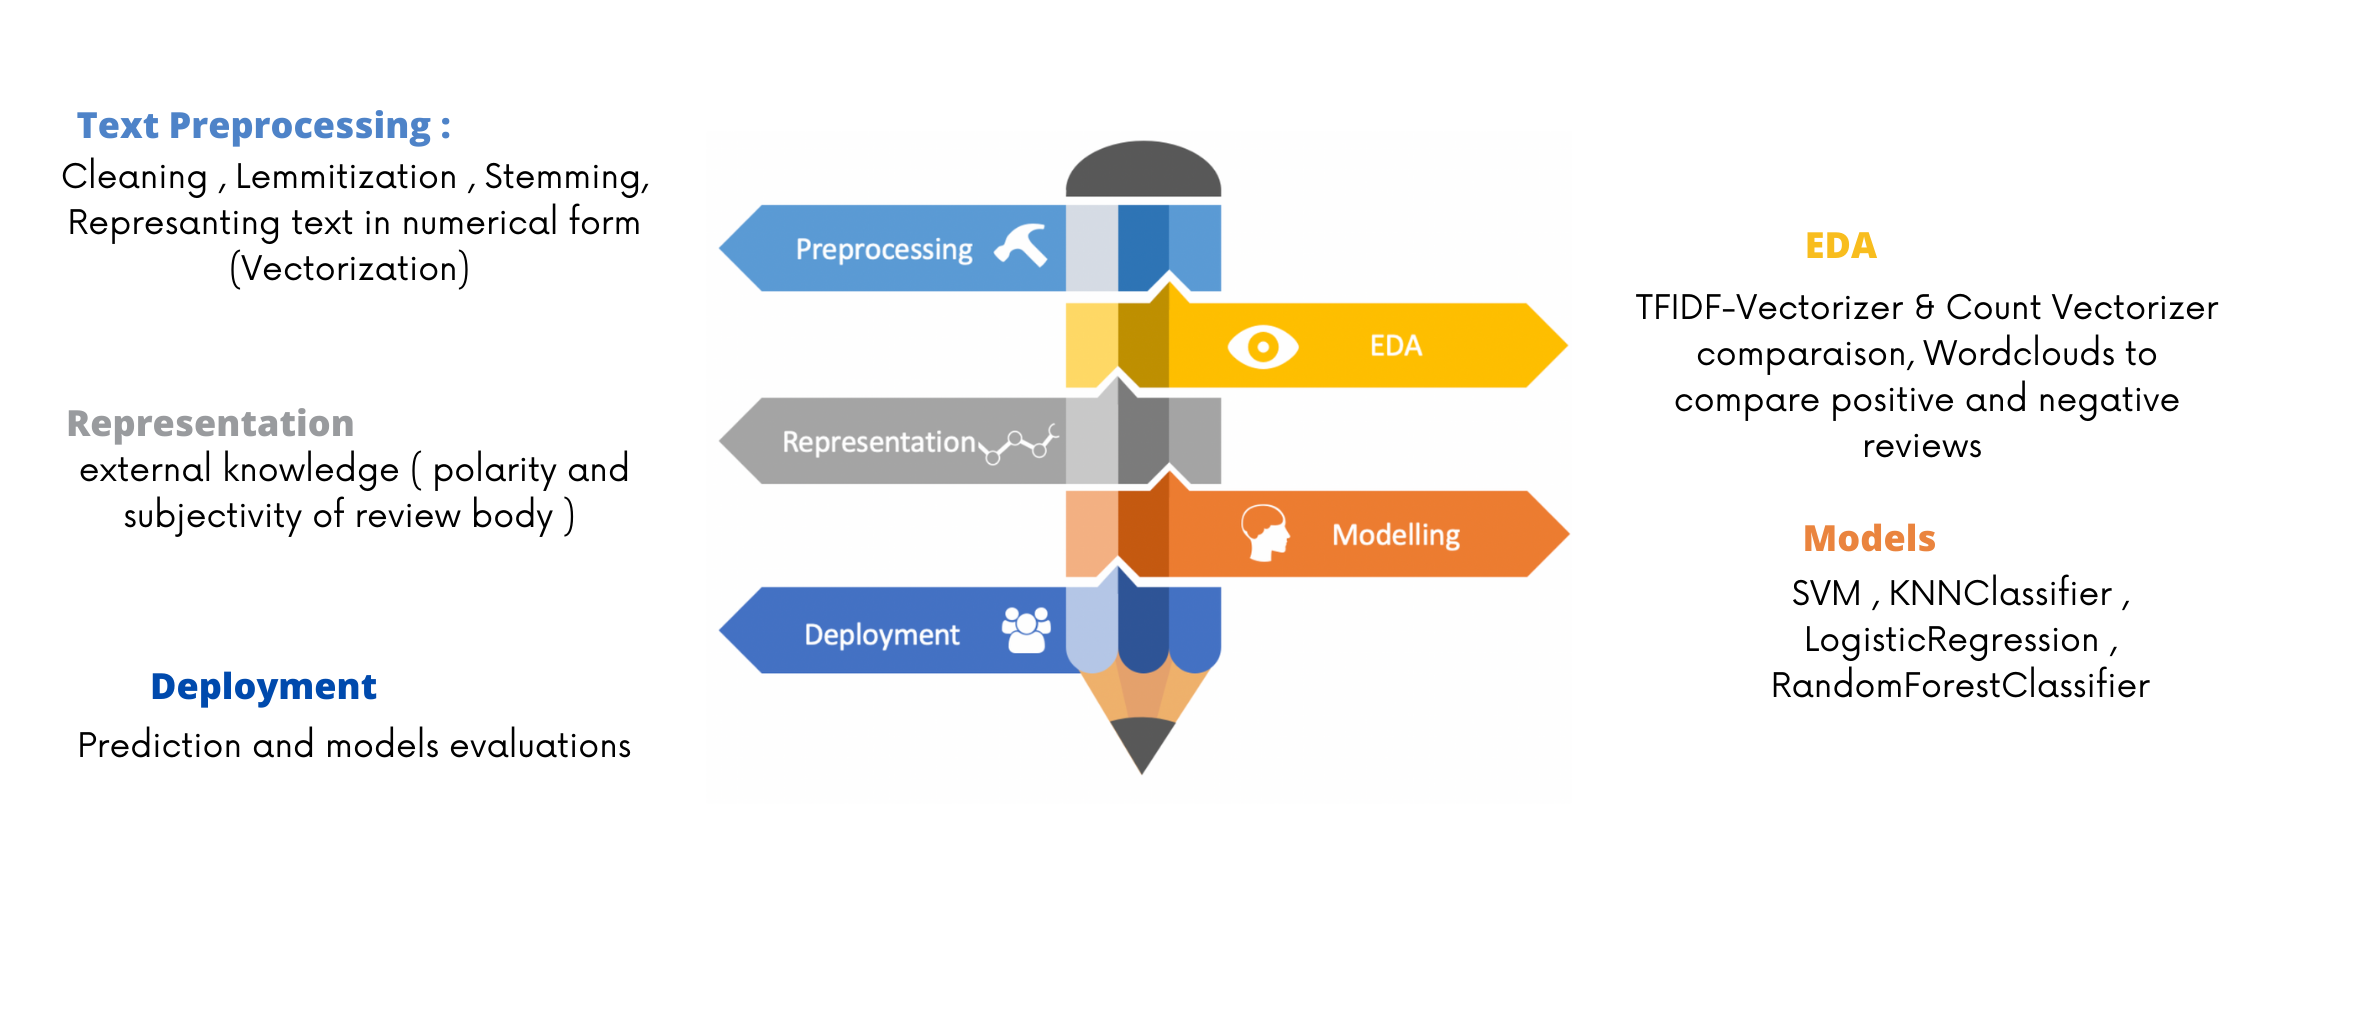 Text Preprocessing :
Cleaning , Lemmitization , Stemming,
Represanting text in numerical form
(Vectorization)
Representation
external knowledge ( polarity and
subjectivity of review body )
Deployment
Prediction and models evaluations
Preprocessing
EDA
Representation
Modelling
Deployment
EDA
TFIDF-Vectorizer & Count Vectorizer
comparaison, Wordclouds to
compare positive and negative
reviews
Models
SVM , KNNClassifier ,
LogisticRegression ,
RandomForestClassifier